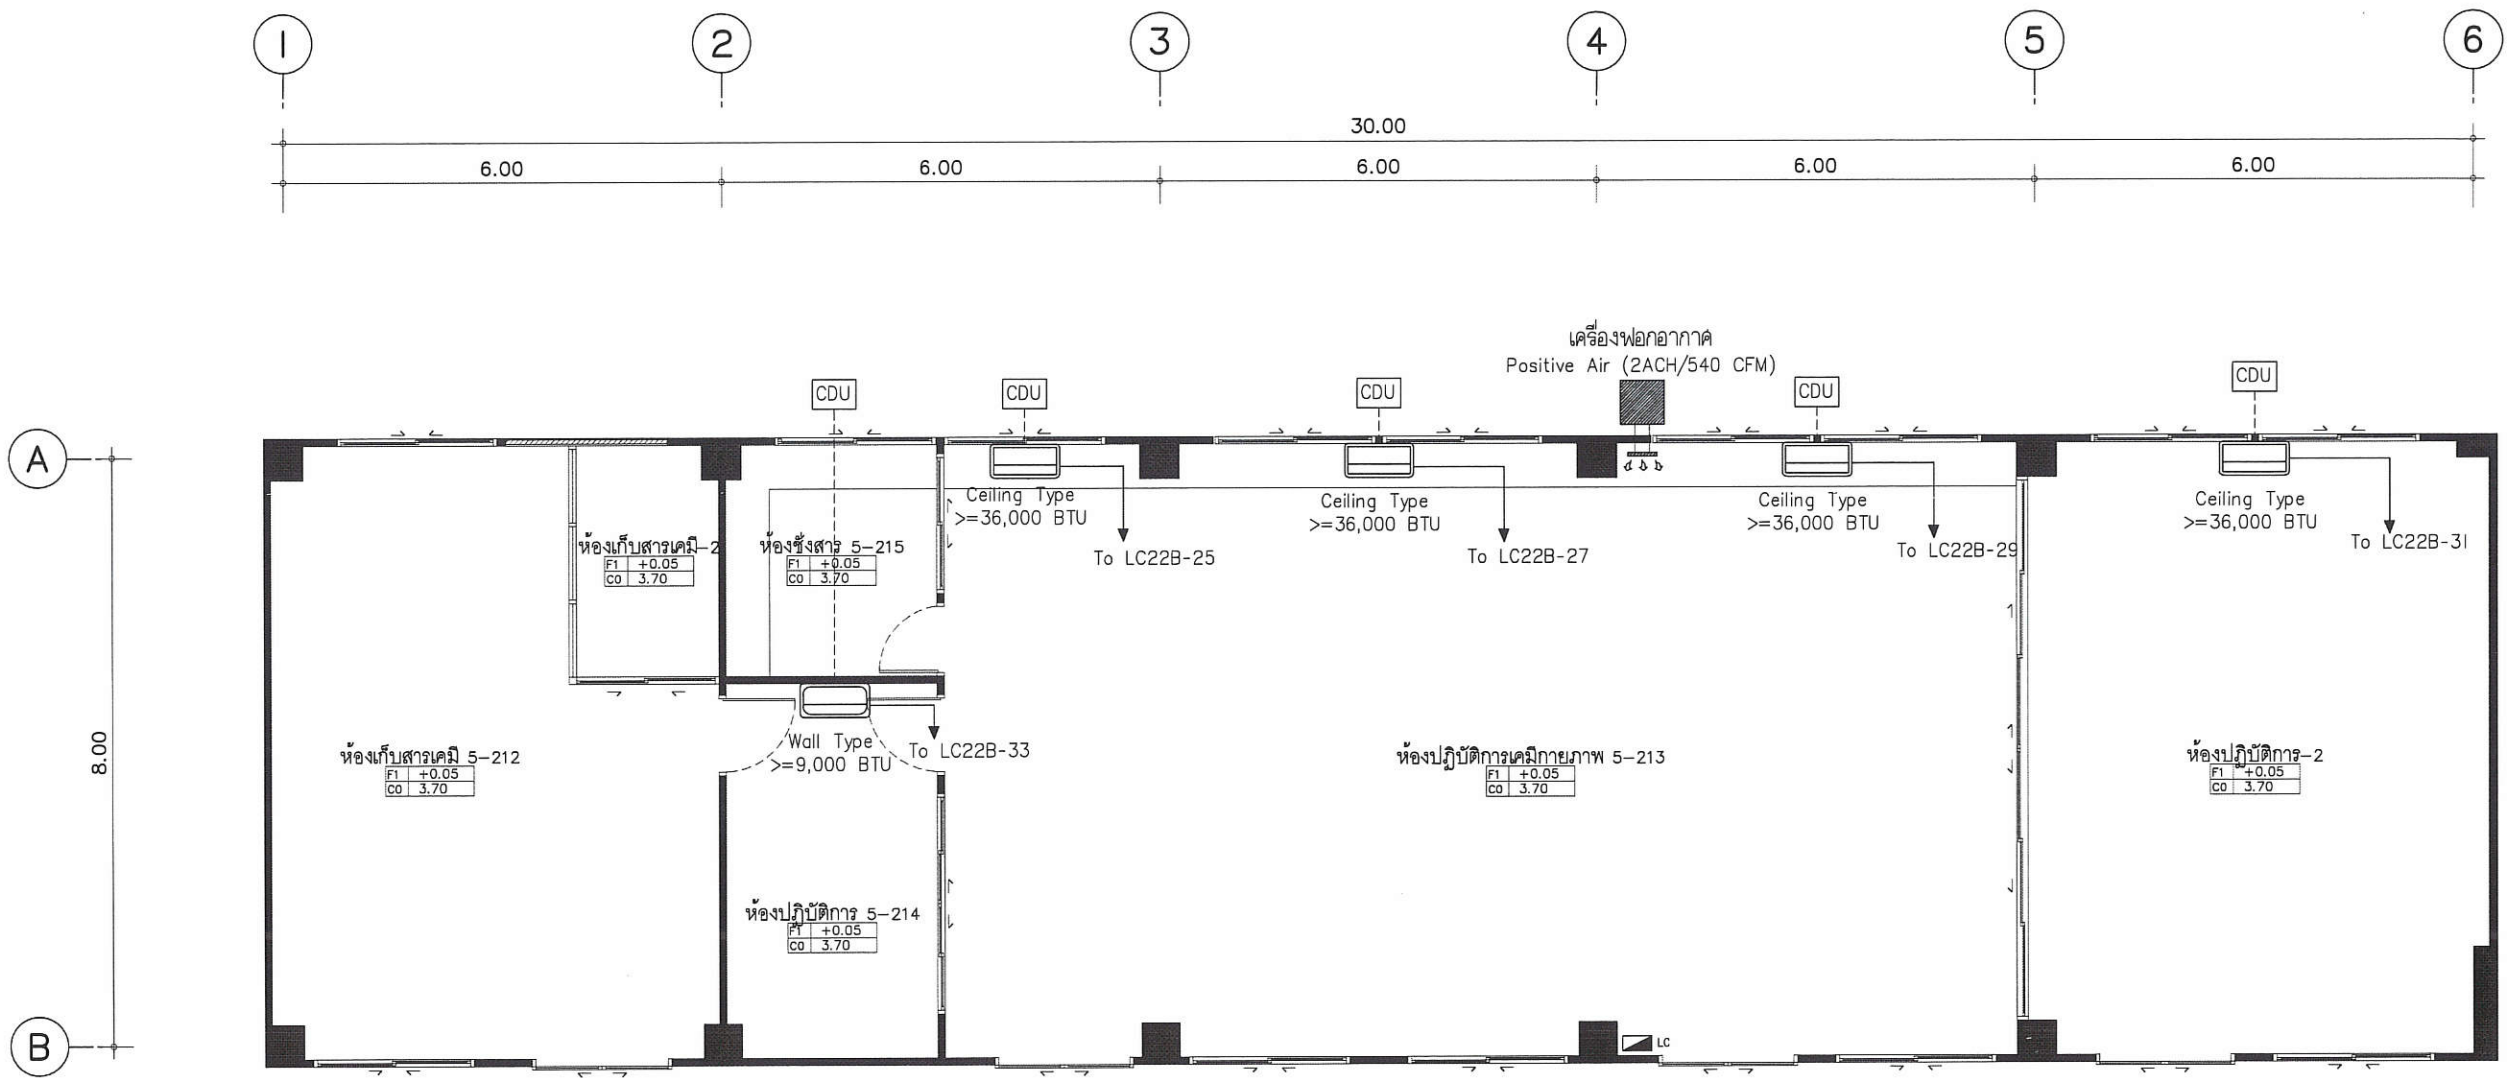 1
2
3
4
5
6
30.00
6.00
6.00
6.00
6.00
6.00
เครื่องฟอกอากาศ
Positive Air (2ACH/540 CFM)
CDU
CDU
CDU
CDU
CDU
A
Ceiling Type
>=36,000 BTU
To LC22B-25
Ceiling Type
>=36,000 BTU
To LC22B-27
Ceiling Type
>=36,000 BTU
To LC22B-29
Ceiling Type
>=36,000 BTU
To LC22B-31
ห้องเก็บสารเคมี-2
F1 +0.05
C0 3.70
ห้องชั่งสาร 5-215
F1 +0.05
C0 3.70
8.00
Wall Type
>=9,000 BTU
To LC22B-33
ห้องเก็บสารเคมี 5-212
F1 +0.05
C0 3.70
ห้องปฏิบัติการเคมีกายภาพ 5-213
F1 +0.05
C0 3.70
ห้องปฏิบัติการ-2
F1 +0.05
C0 3.70
ห้องปฏิบัติการ 5-214
F1 +0.05
C0 3.70
B
LC